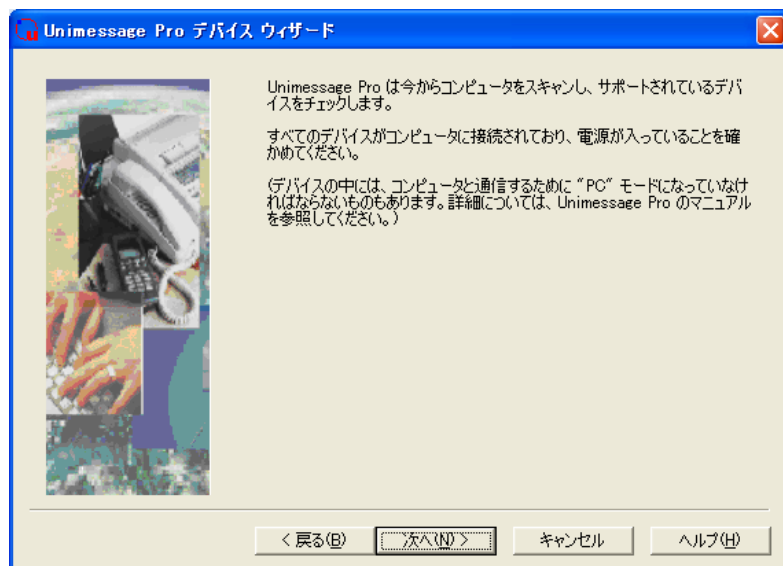 Unimessage Pro デバイス ウィザード
Unimessage Pro は今からコンピュータをスキャンし、サポートされているデバ
イスをチェックします。
すべてのデバイスがコンピュータに接続されており、電源が入っていることを確
かめてください。
(デバイスの中には、コンピュータと通信するために “PC” モードになっていなけ
ればならないものもあります。詳細については、Unimessage Pro のマニュアル
を参照してください。)
< 戻る(B)
次へ(N) >
キャンセル
ヘルプ(H)